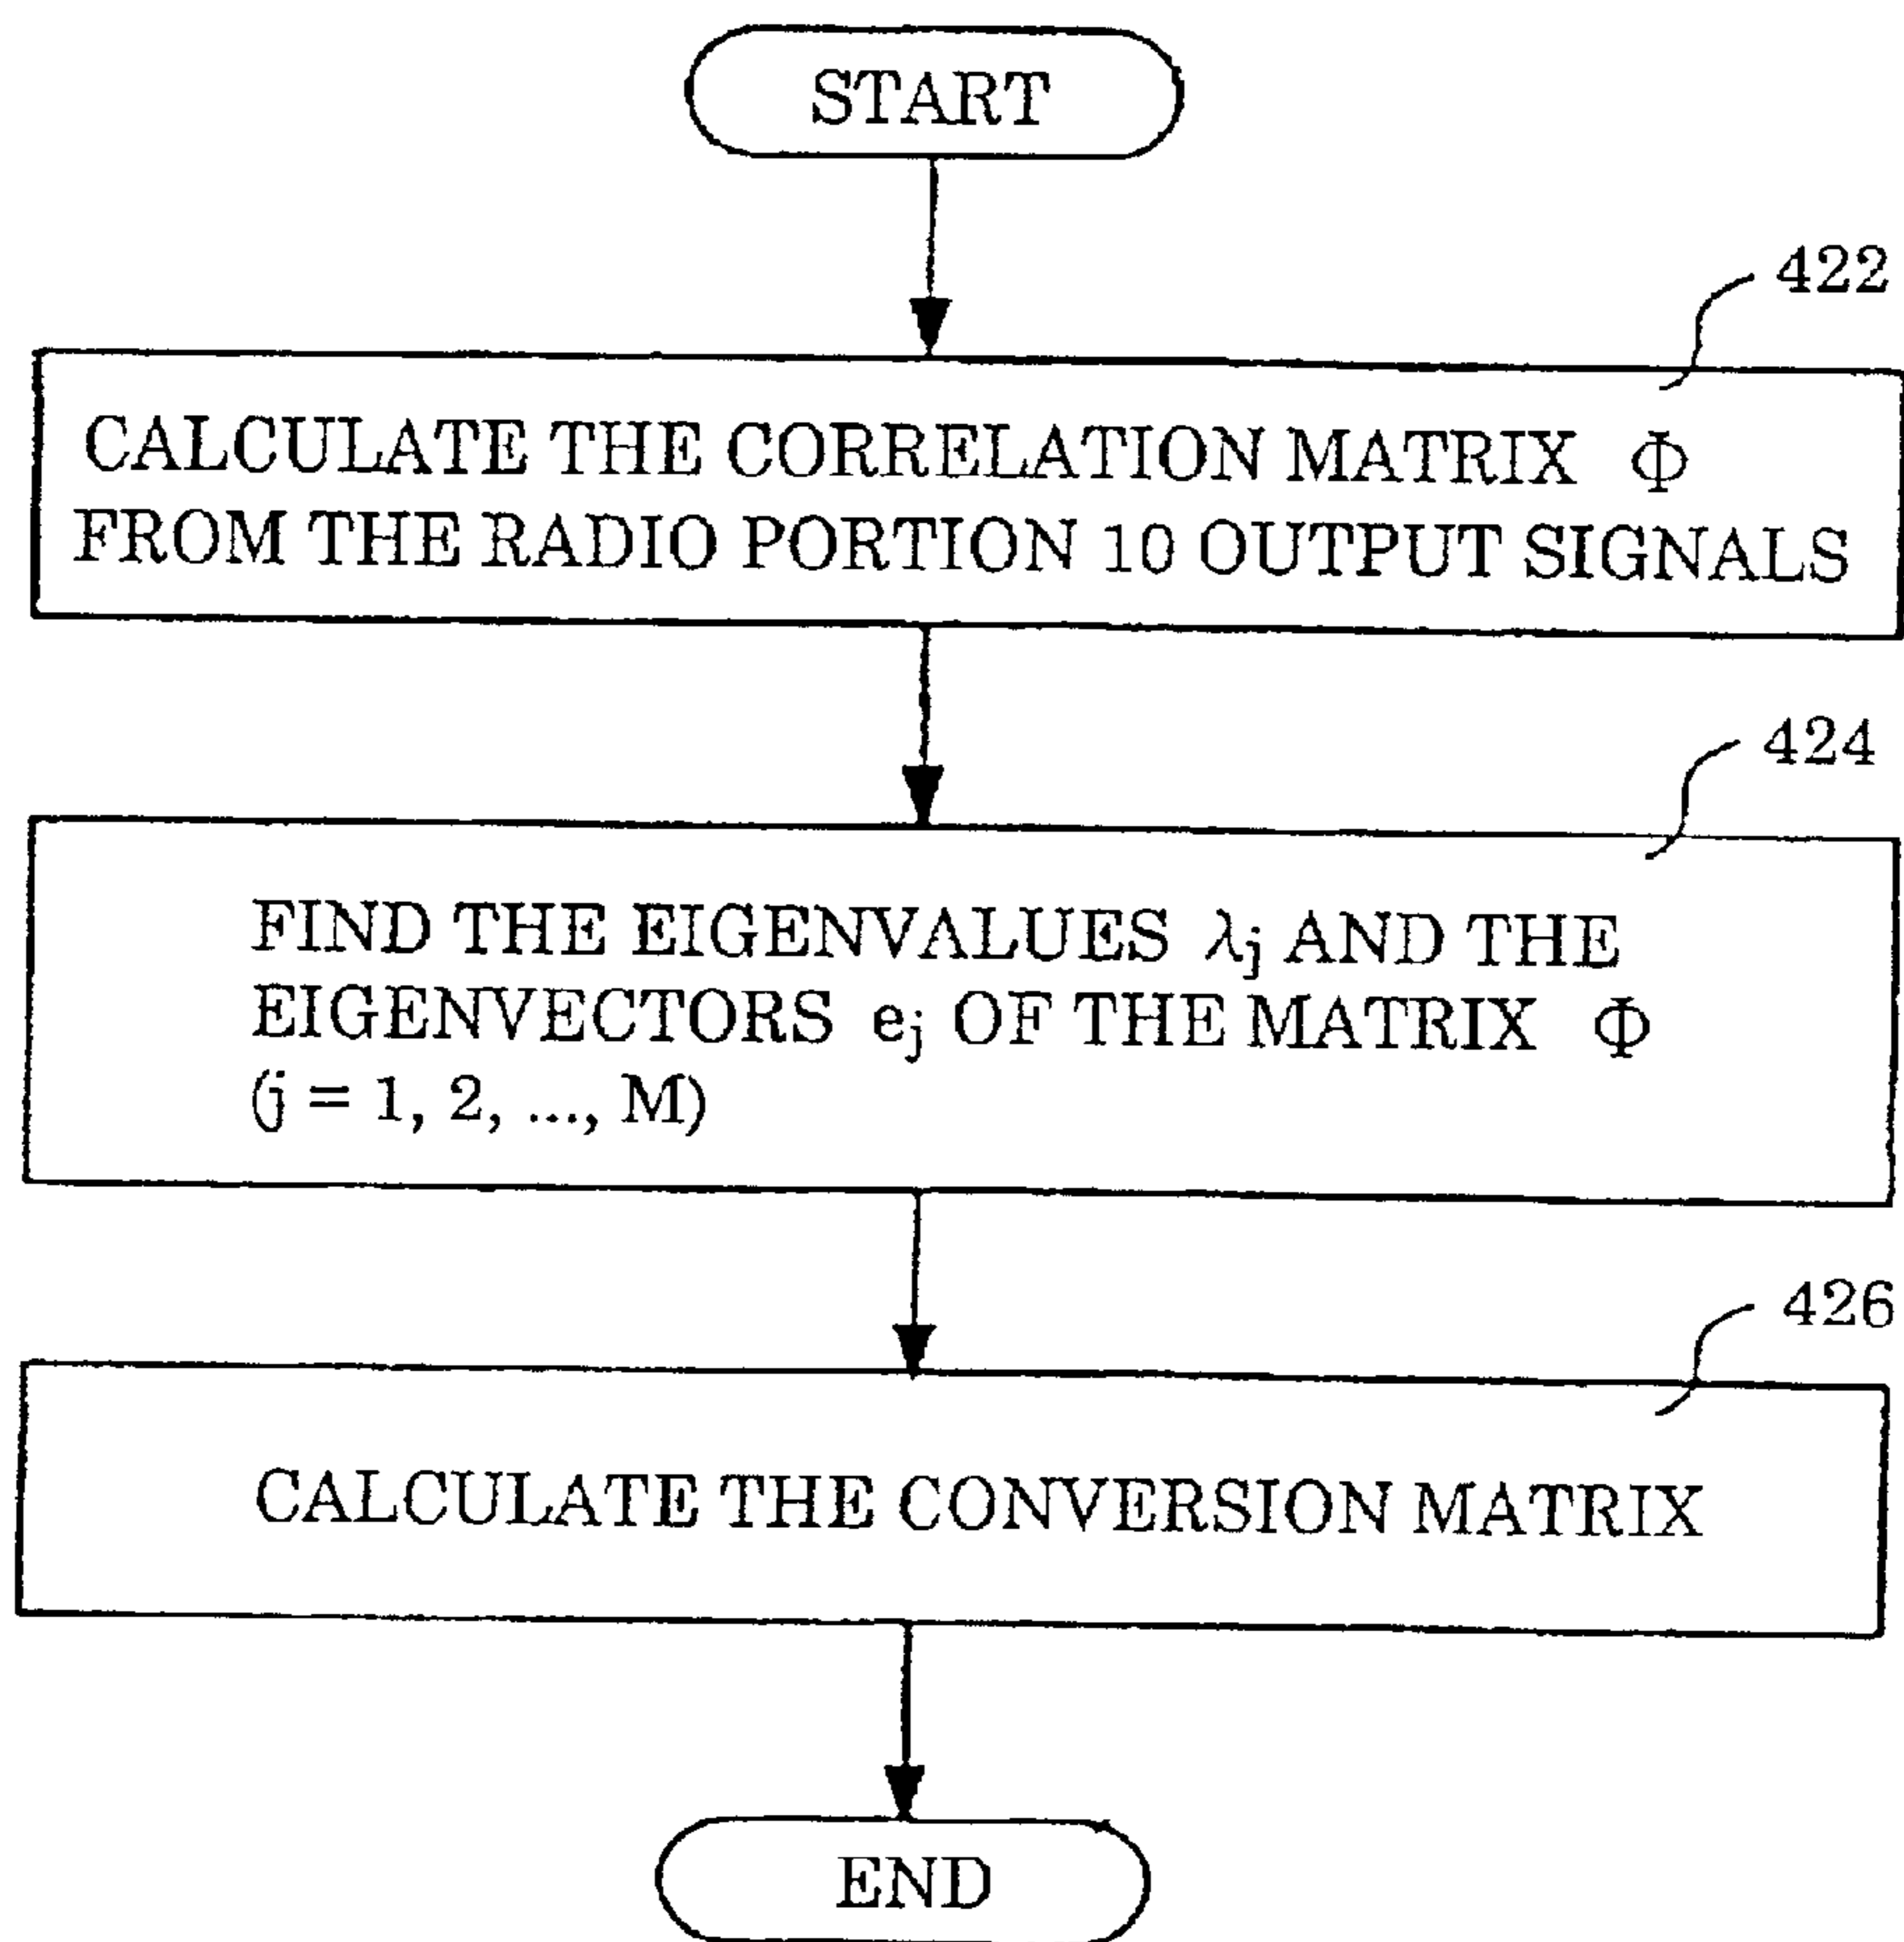 START
422
CALCULATE THE CORRELATION MATRIX Φ
FROM THE RADIO PORTION 10 OUTPUT SIGNALS
424
FIND THE EIGENVALUES λj AND THE
EIGENVECTORS ej OF THE MATRIX Φ
(j = 1, 2, ..., M)
426
CALCULATE THE CONVERSION MATRIX
END